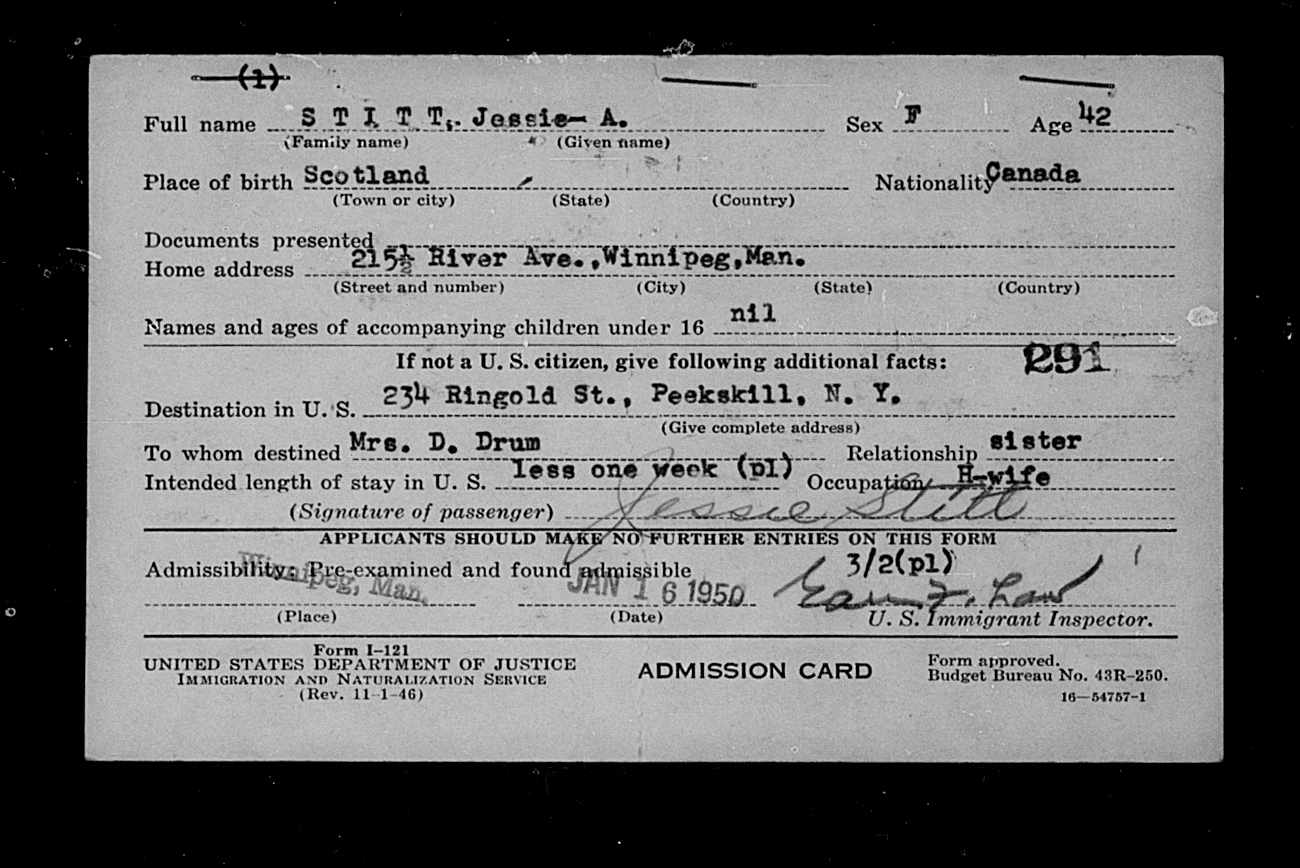 (1)
Full name S T I T T, Jessie- A. Sex F Age 42
(Family name) (Given name)
Place of birth Scotland Nationality Canada
(Town or city) (State) (Country)
Documents presented
Home address 215½ River Ave., Winnipeg, Man.
(Street and number) (City) (State) (Country)
Names and ages of accompanying children under 16 nil
If not a U. S. citizen, give following additional facts: 291
Destination in U. S. 234 Ringold St., Peekskill, N. Y.
(Give complete address)
To whom destined Mrs. D. Drum Relationship sister
Intended length of stay in U. S. less one week (pl) Occupation H-wife
(Signature of passenger) Jessie Stitt
APPLICANTS SHOULD MAKE NO FURTHER ENTRIES ON THIS FORM
Admissibility: Pre-examined and found admissible 3/2(pl)
Winnipeg, Man. JAN 16 1950 F. Law
(Place) (Date) U. S. Immigrant Inspector.
Form I-121
UNITED STATES DEPARTMENT OF JUSTICE
IMMIGRATION AND NATURALIZATION SERVICE
(Rev. 11-1-46)
ADMISSION CARD
Form approved.
Budget Bureau No. 43R-250.
16—54757-1